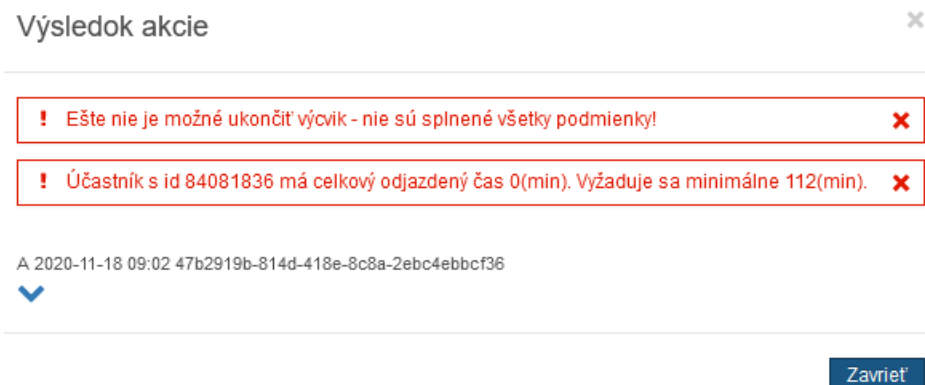 Výsledok akcie
! Ešte nie je možné ukončiť výcvik - nie sú splnené všetky podmienky!
! Účastník s id 84081836 má celkový odjazdený čas 0(min). Vyžaduje sa minimálne 112(min).
A 2020-11-18 09:02 47b2919b-814d-418e-8c8a-2ebc4ebbcf36
Zavrieť